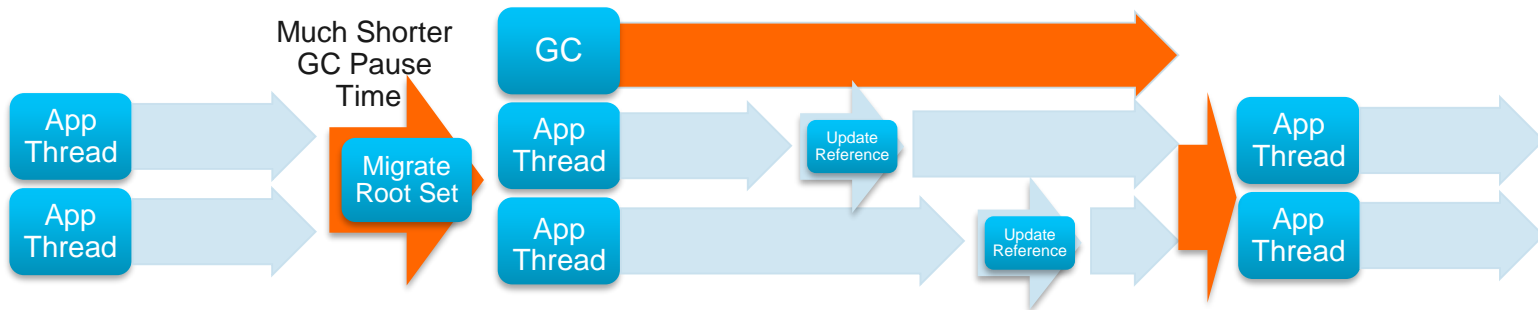 Much Shorter
GC Pause
Time
GC
App
Thread
App
Thread
Migrate
Root Set
App
Thread
App
Thread
Update
Reference
Update
Reference
App
Thread
App
Thread